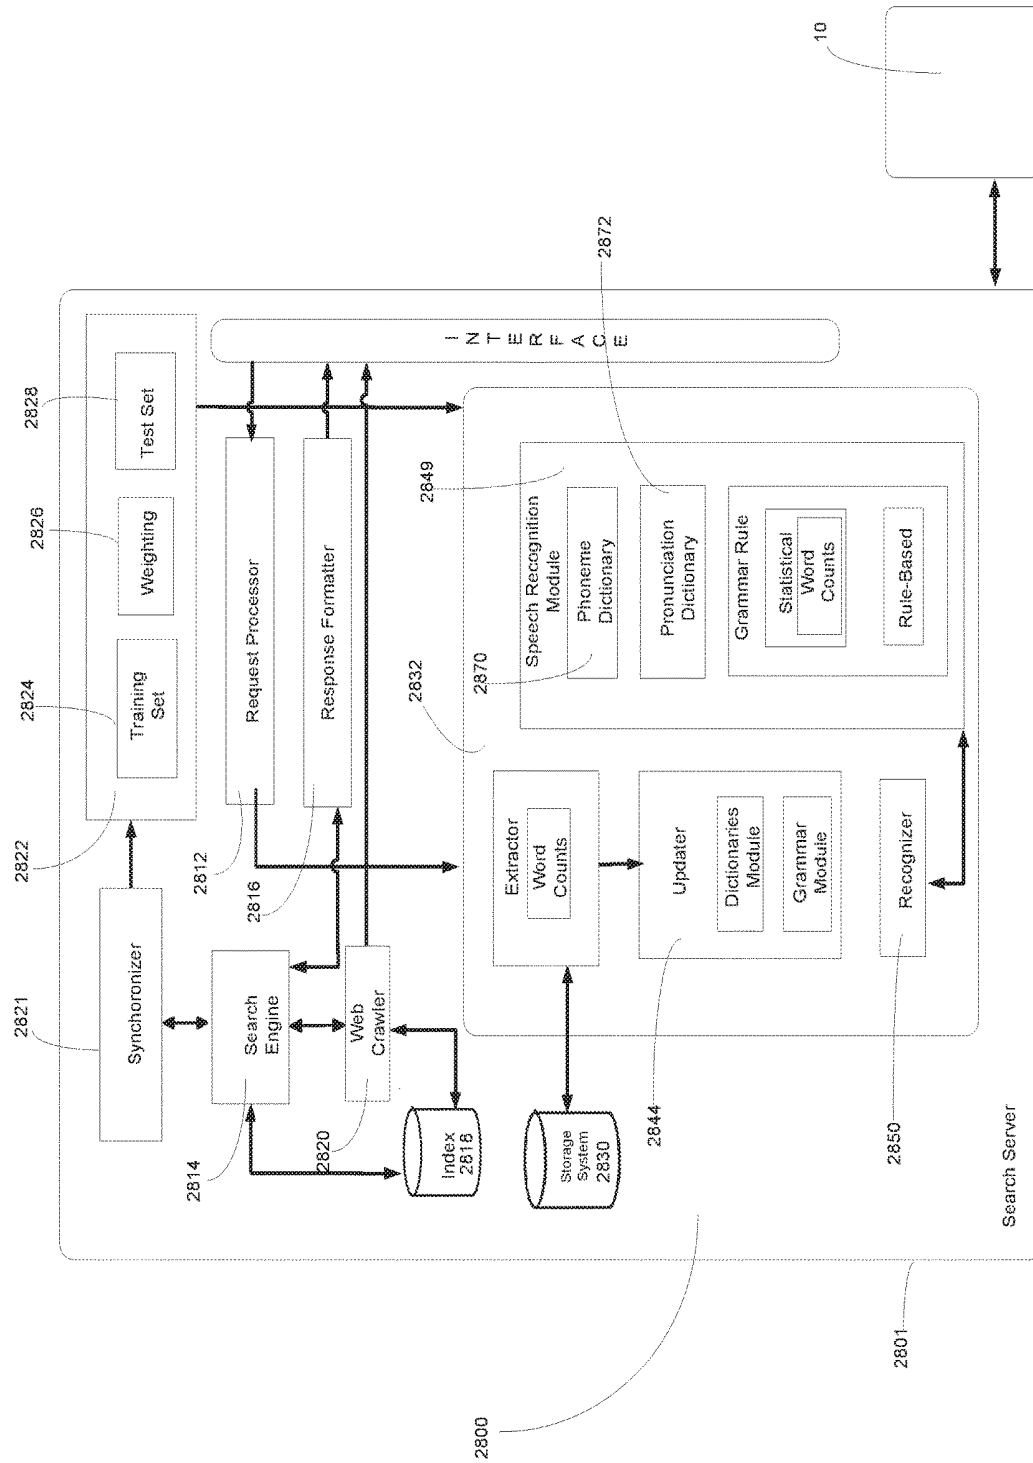 2821
Synchoronizer
2822
2824
Training
Set
2826
Weighting
2828
Test Set
2814
Search
Engine
2812
Request Processor
2816
Response Formatter
2820
Web
Crawler
INTERFACE
Index
2818
Storage
System
2830
2832
Extractor
Word
Counts
2844
Updater
Dictionaries
Module
Grammar
Module
2850
Recognizer
2849
Speech Recognition
Module
2870
Phoneme
Dictionary
2872
Pronunciation
Dictionary
Grammar Rule
Statistical
Word
Counts
Rule-Based
10
2800
2801
Search Server